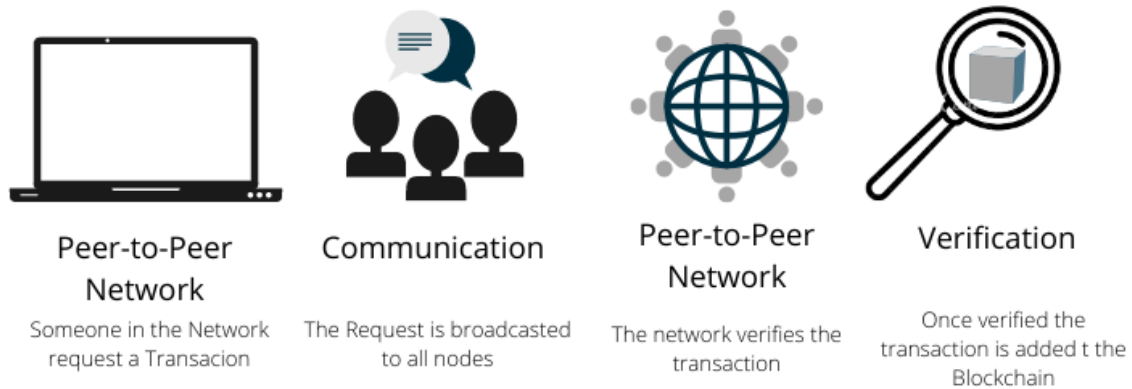 Peer-to-Peer
Network
Someone in the Network
request a Transacion
Communication
The Request is broadcasted
to all nodes
Peer-to-Peer
Network
The network verifies the
transaction
Verification
Once verified the
transaction is added t the
Blockchain